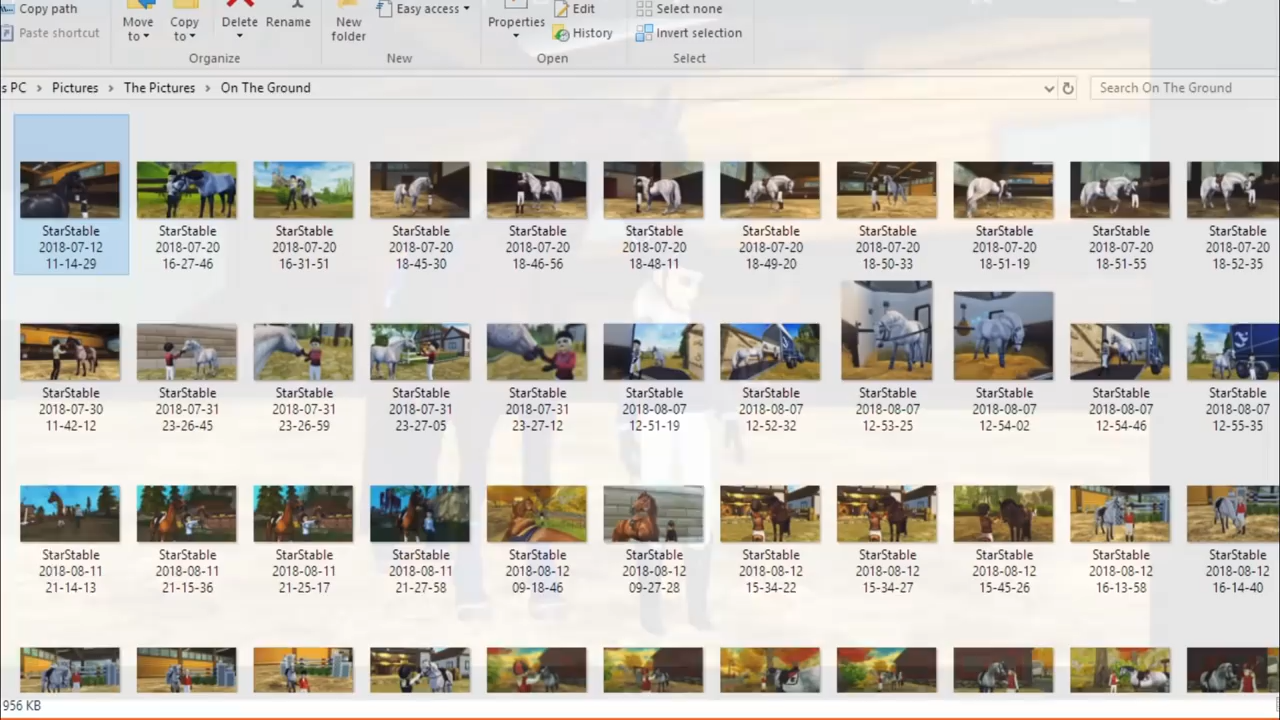 Copy path
Paste shortcut
Move to
Copy to
Delete
Rename
Organize
New folder
Easy access
New
Properties
Edit
History
Open
Select none
Invert selection
Select
s PC > Pictures > The Pictures > On The Ground
Search On The Ground
StarStable 2018-07-12 11-14-29
StarStable 2018-07-20 16-27-46
StarStable 2018-07-20 16-31-51
StarStable 2018-07-20 18-45-30
StarStable 2018-07-20 18-46-56
StarStable 2018-07-20 18-48-11
StarStable 2018-07-20 18-49-20
StarStable 2018-07-20 18-50-33
StarStable 2018-07-20 18-51-19
StarStable 2018-07-20 18-51-55
StarStable 2018-07-20 18-52-35
StarStable 2018-07-30 11-42-12
StarStable 2018-07-31 23-26-45
StarStable 2018-07-31 23-26-59
StarStable 2018-07-31 23-27-05
StarStable 2018-07-31 23-27-12
StarStable 2018-08-07 12-51-19
StarStable 2018-08-07 12-52-32
StarStable 2018-08-07 12-53-25
StarStable 2018-08-07 12-54-02
StarStable 2018-08-07 12-54-46
StarStable 2018-08-07 12-55-35
StarStable 2018-08-11 21-14-13
StarStable 2018-08-11 21-15-36
StarStable 2018-08-11 21-25-17
StarStable 2018-08-11 21-27-58
StarStable 2018-08-12 09-18-46
StarStable 2018-08-12 09-27-28
StarStable 2018-08-12 15-34-22
StarStable 2018-08-12 15-34-27
StarStable 2018-08-12 15-45-26
StarStable 2018-08-12 16-13-58
StarStable 2018-08-12 16-14-40
956 KB